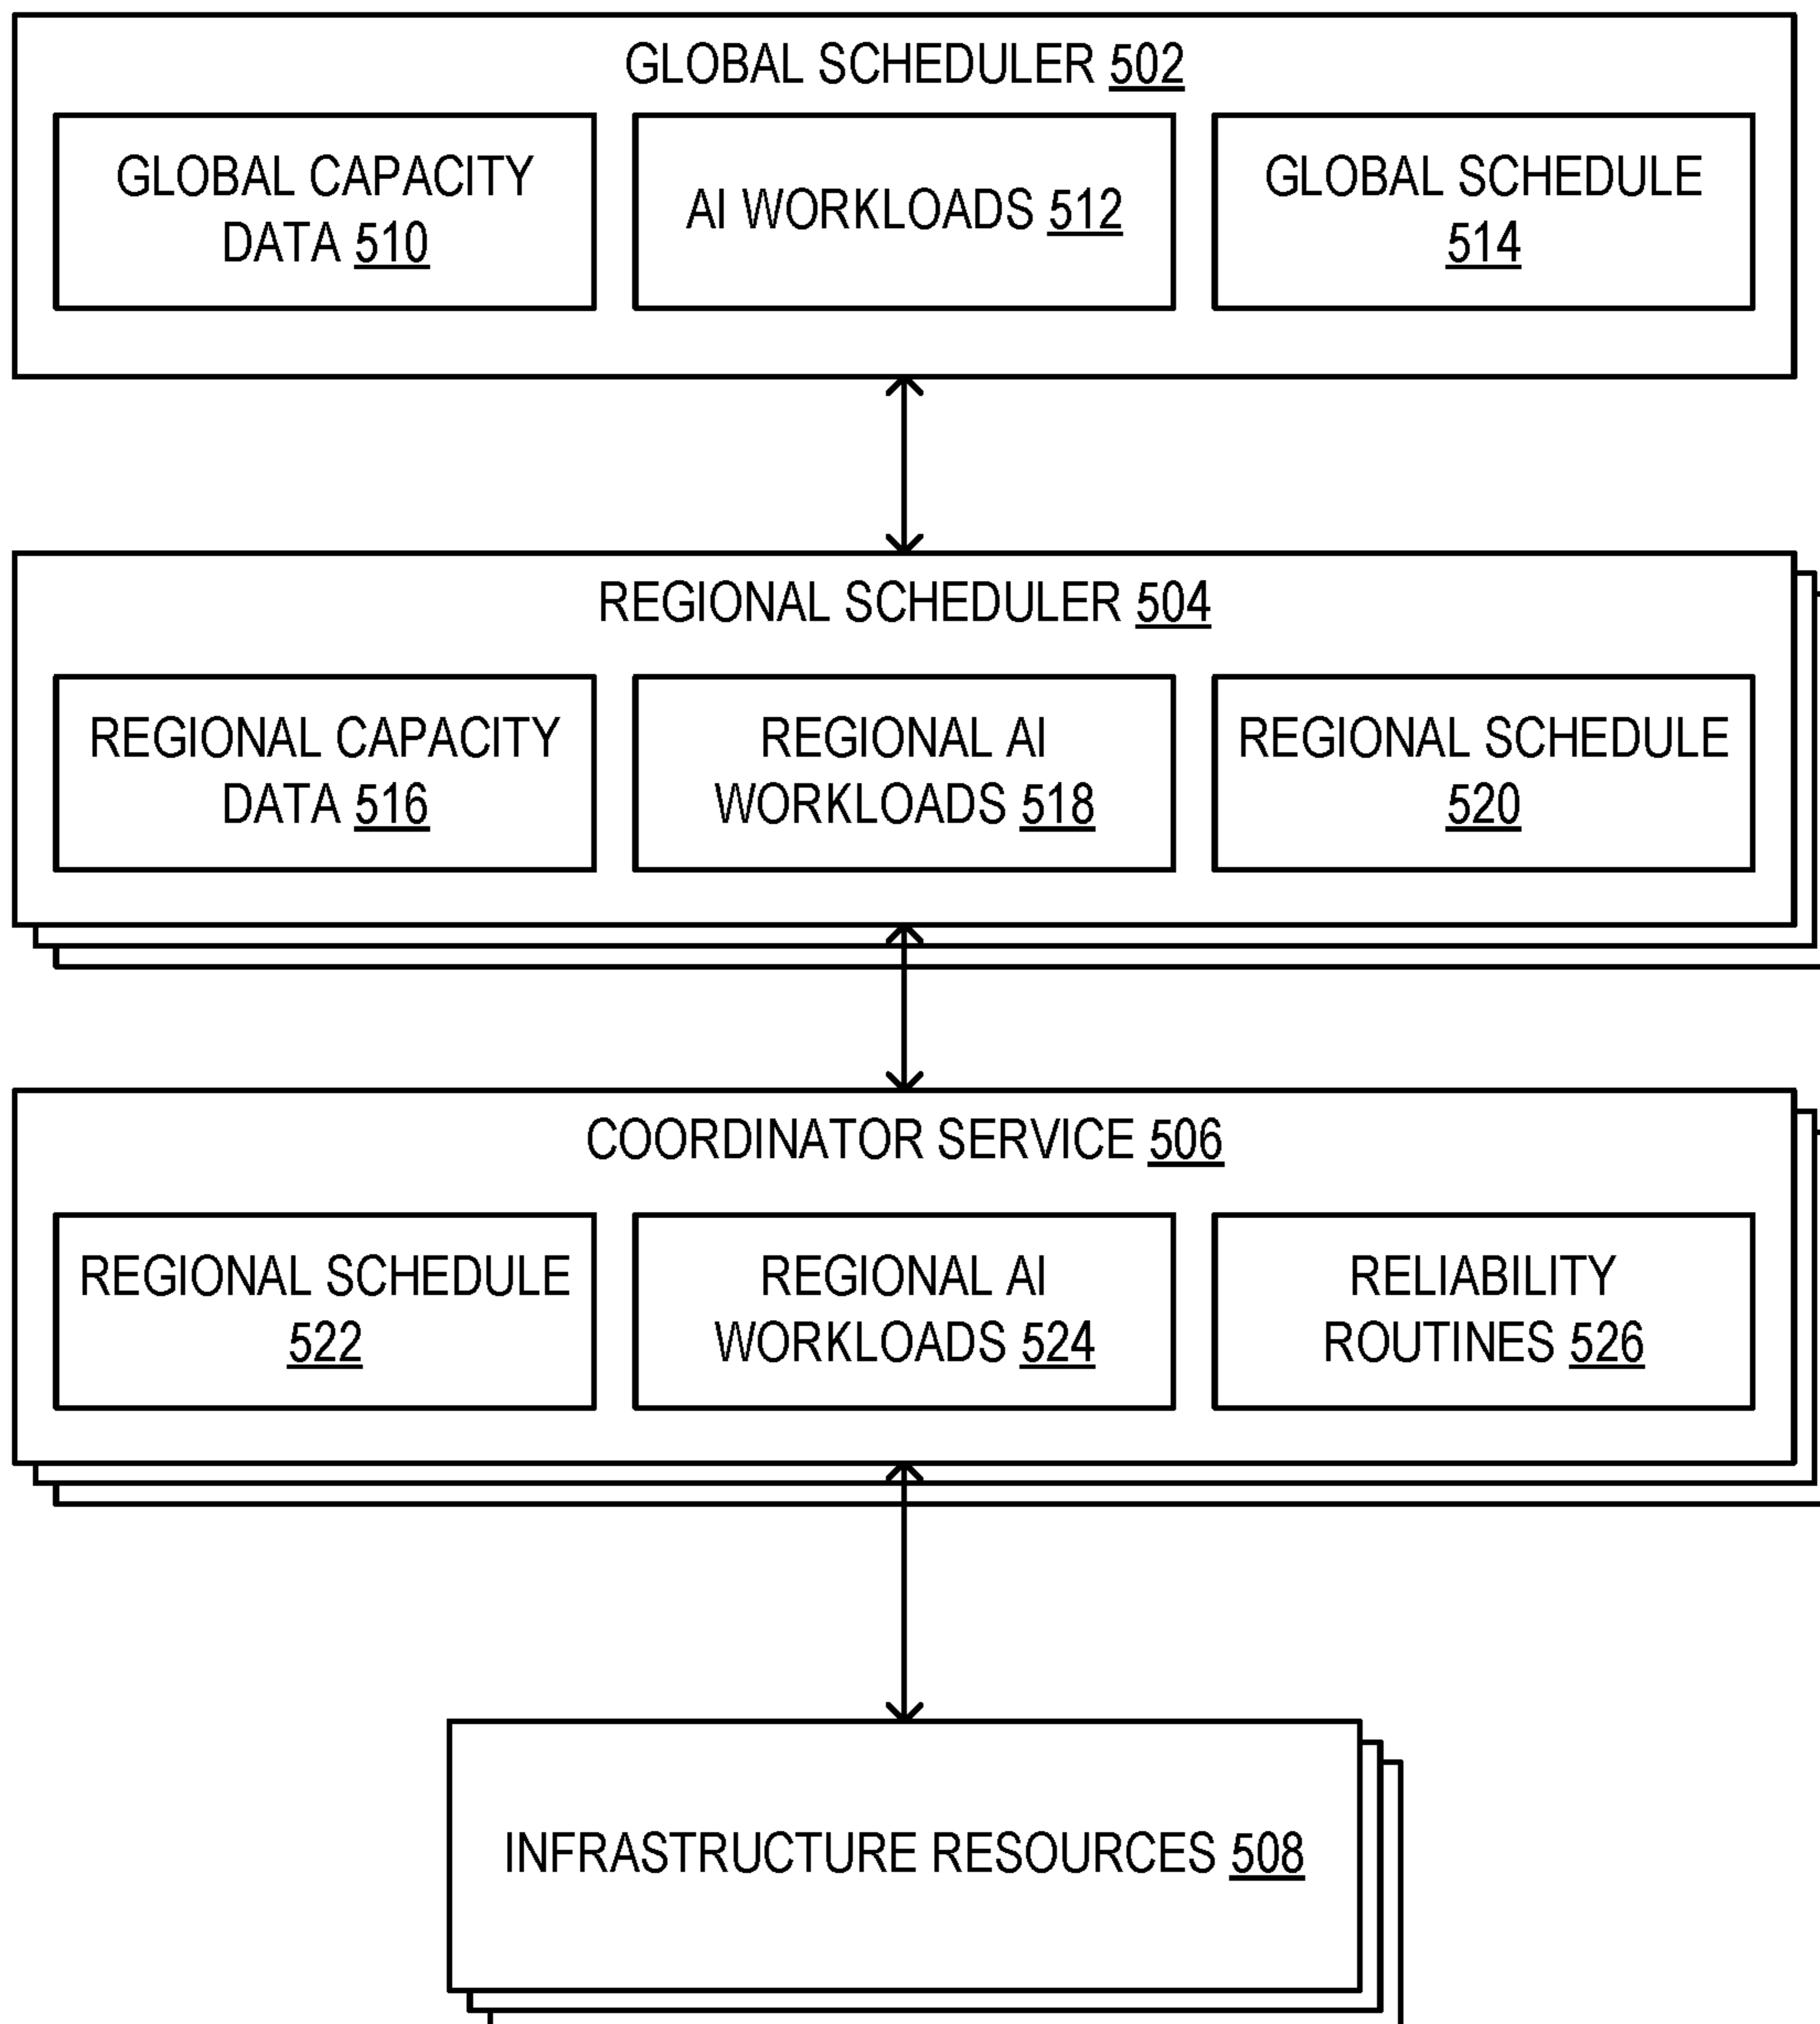 GLOBAL SCHEDULER 502
GLOBAL CAPACITY
DATA 510
AI WORKLOADS 512
GLOBAL SCHEDULE
514
REGIONAL SCHEDULER 504
REGIONAL CAPACITY
DATA 516
REGIONAL AI
WORKLOADS 518
REGIONAL SCHEDULE
520
COORDINATOR SERVICE 506
REGIONAL SCHEDULE
522
REGIONAL AI
WORKLOADS 524
RELIABILITY
ROUTINES 526
INFRASTRUCTURE RESOURCES 508